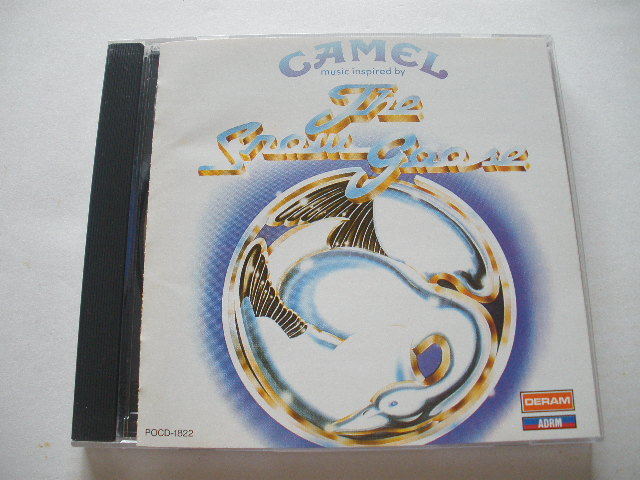 CAMEL
music inspired by
The
Snow Goose
POCD-1822
DERAM
ADRM